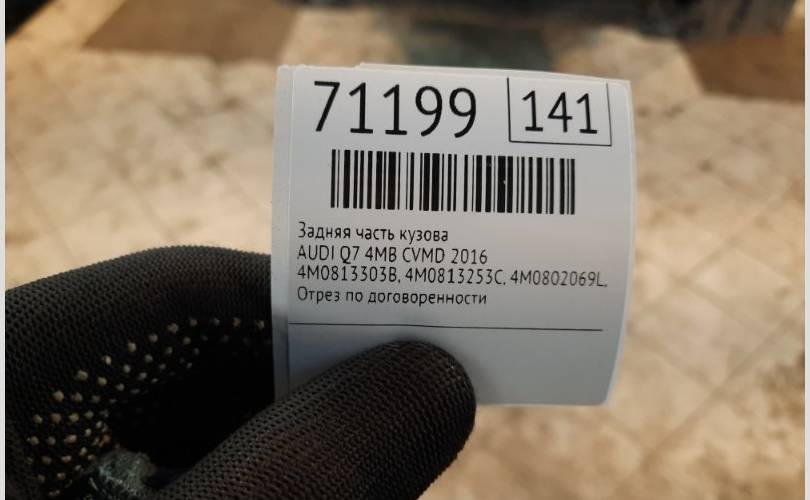 71199 141
Задняя часть кузова
AUDI Q7 4MB CVMD 2016
4M0813303B, 4M0813253C, 4M0802069L,
Отрез по договоренности